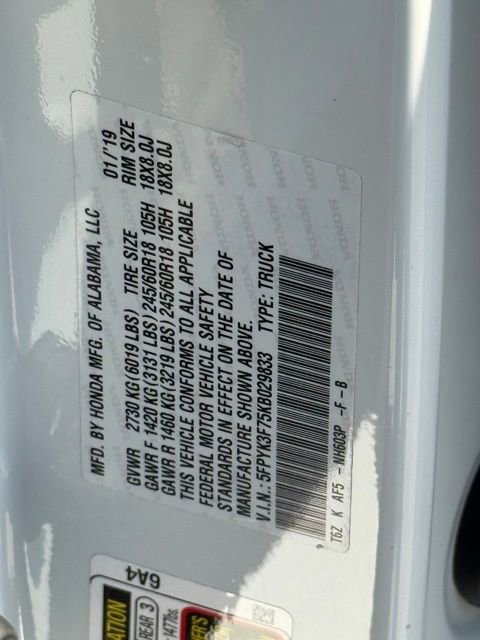 MFD. BY HONDA MFG. OF ALABAMA, LLC 01/'19
GVWR 2730 KG (6019 LBS) TIRE SIZE RIM SIZE
GAWR F 1420 KG (3131 LBS) 245/60R18 105H 18X8.0J
GAWR R 1460 KG (3219 LBS) 245/60R18 105H 18X8.0J
THIS VEHICLE CONFORMS TO ALL APPLICABLE
FEDERAL MOTOR VEHICLE SAFETY
STANDARDS IN EFFECT ON THE DATE OF
MANUFACTURE SHOWN ABOVE.
V.I.N.: 5FPYK3F75KB029833 TYPE: TRUCK
T6Z K AF5 - NH603P -F-B
6A4
REAR 3